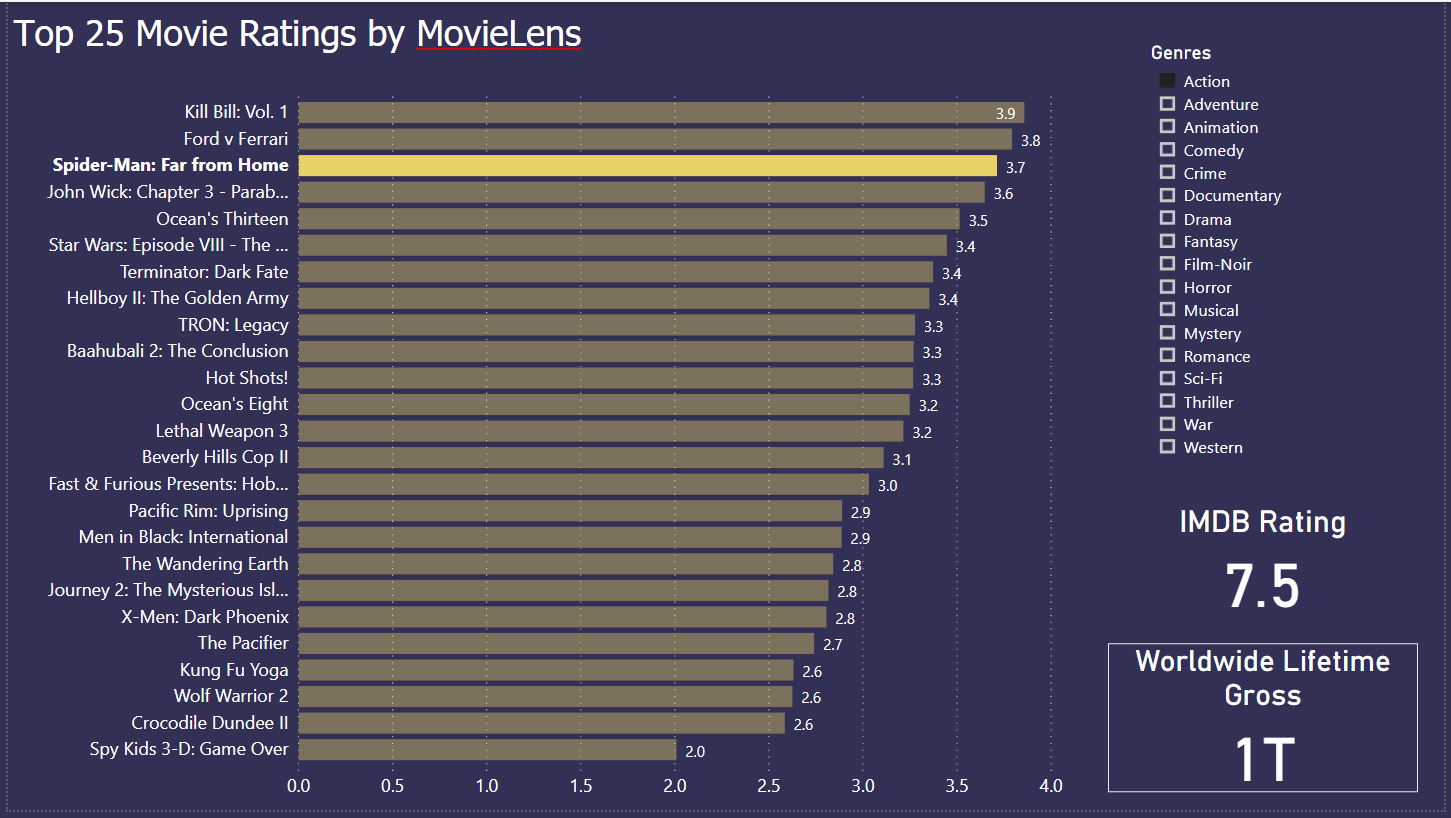 Top 25 Movie Ratings by MovieLens
Kill Bill: Vol. 1 3.9
Ford v Ferrari 3.8
Spider-Man: Far from Home 3.7
John Wick: Chapter 3 - Parab... 3.6
Ocean's Thirteen 3.5
Star Wars: Episode VIII - The ... 3.4
Terminator: Dark Fate 3.4
Hellboy II: The Golden Army 3.4
TRON: Legacy 3.3
Baahubali 2: The Conclusion 3.3
Hot Shots! 3.3
Ocean's Eight 3.2
Lethal Weapon 3 3.2
Beverly Hills Cop II 3.1
Fast & Furious Presents: Hob... 3.0
Pacific Rim: Uprising 2.9
Men in Black: International 2.9
The Wandering Earth 2.8
Journey 2: The Mysterious Isl... 2.8
X-Men: Dark Phoenix 2.8
The Pacifier 2.7
Kung Fu Yoga 2.6
Wolf Warrior 2 2.6
Crocodile Dundee II 2.6
Spy Kids 3-D: Game Over 2.0
0.0 0.5 1.0 1.5 2.0 2.5 3.0 3.5 4.0
Genres
Action
Adventure
Animation
Comedy
Crime
Documentary
Drama
Fantasy
Film-Noir
Horror
Musical
Mystery
Romance
Sci-Fi
Thriller
War
Western
IMDB Rating
7.5
Worldwide Lifetime
Gross
1T